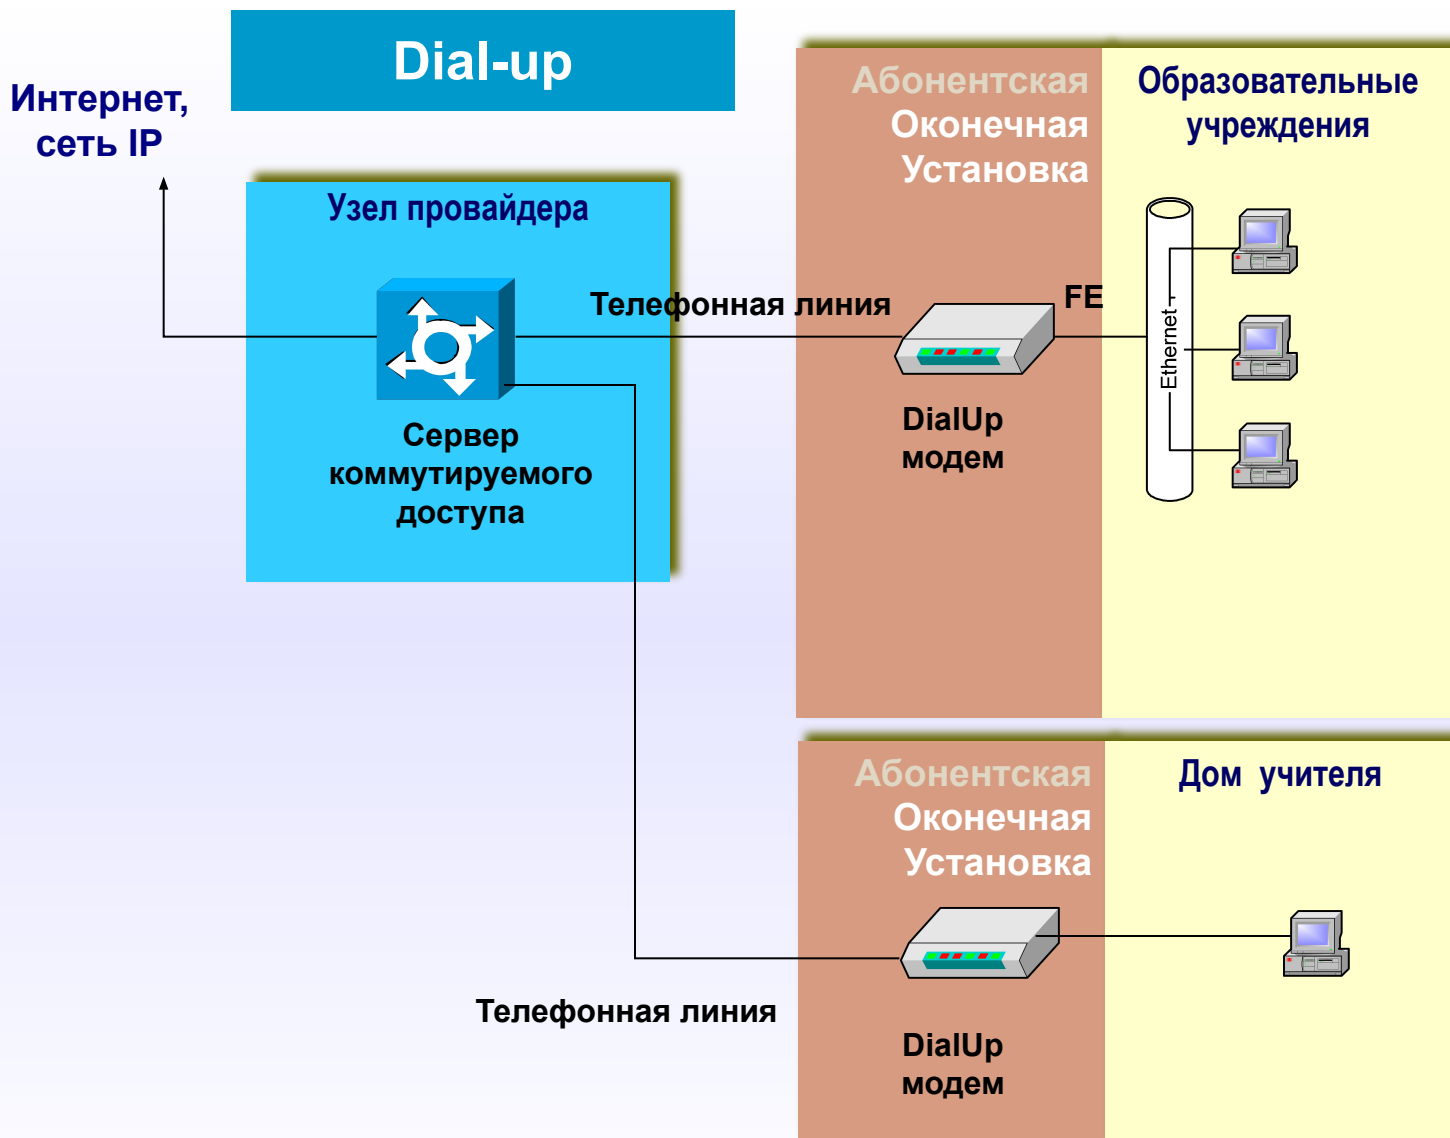 Dial-up
Интернет,
сеть IP
Узел провайдера
Сервер
коммутируемого
доступа
Телефонная линия
Абонентская
Оконечная
Установка
DialUp
модем
FE
Образовательные
учреждения
Ethernet
Абонентская
Оконечная
Установка
Дом учителя
Телефонная линия
DialUp
модем